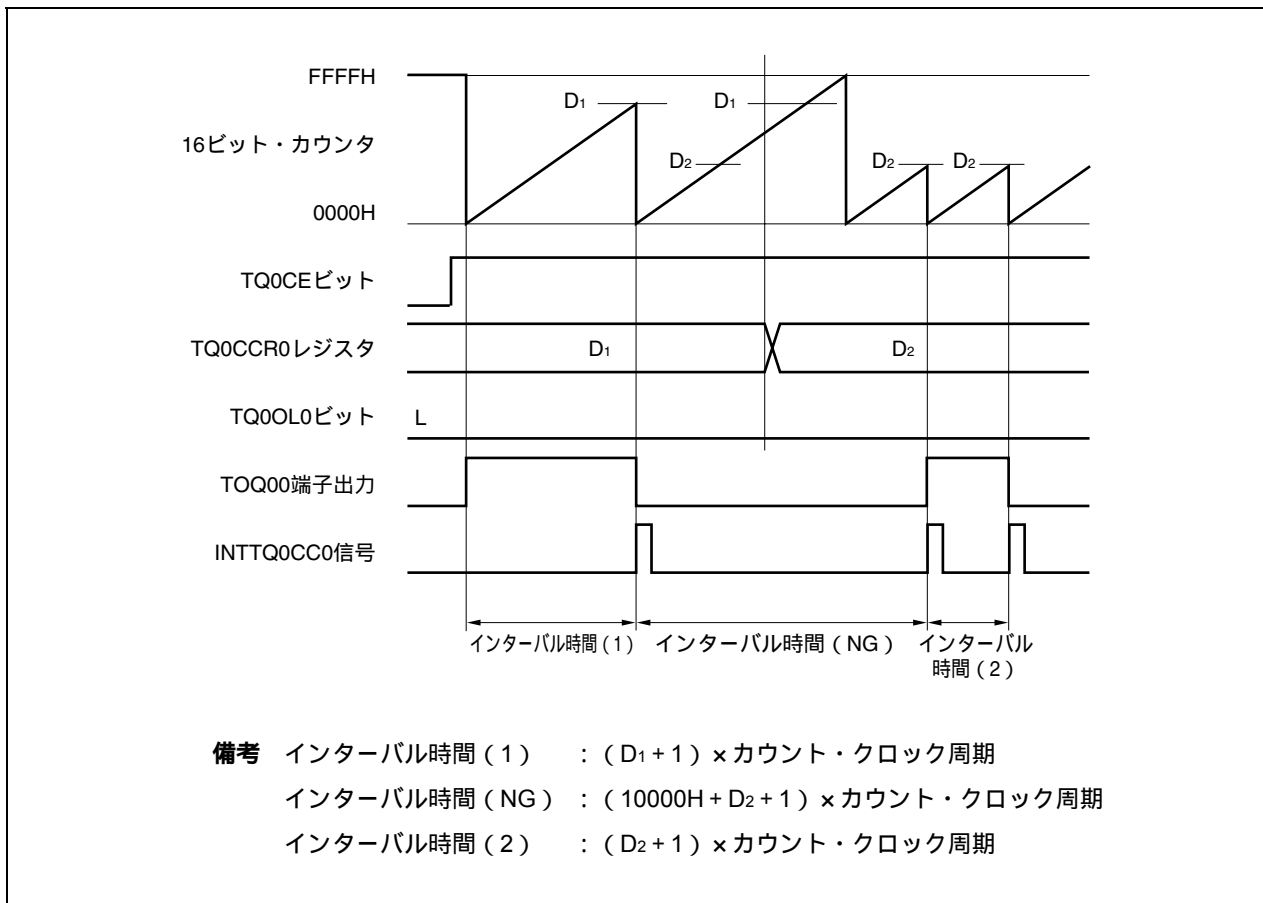 FFFFH
D1
D1
16ビット・カウンタ
D2
D2
D2
0000H
TQ0CEビット
TQ0CCR0レジスタ
D1
D2
TQ0OL0ビット
L
TOQ00端子出力
INTTQ0CC0信号
インターバル時間(1)
インターバル時間(NG)
インターバル
時間(2)
備考 インターバル時間(1) :(D1+1)×カウント・クロック周期
インターバル時間(NG) :(10000H+D2+1)×カウント・クロック周期
インターバル時間(2) :(D2+1)×カウント・クロック周期